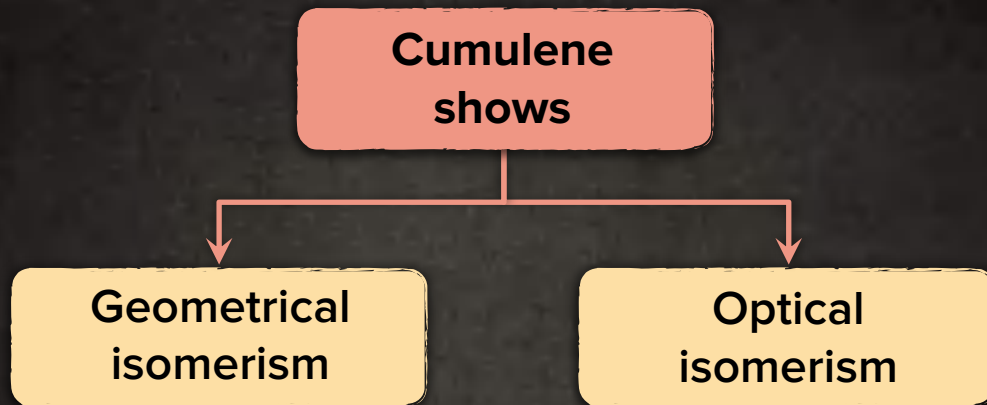 Cumulene
shows
Geometrical
isomerism
Optical
isomerism